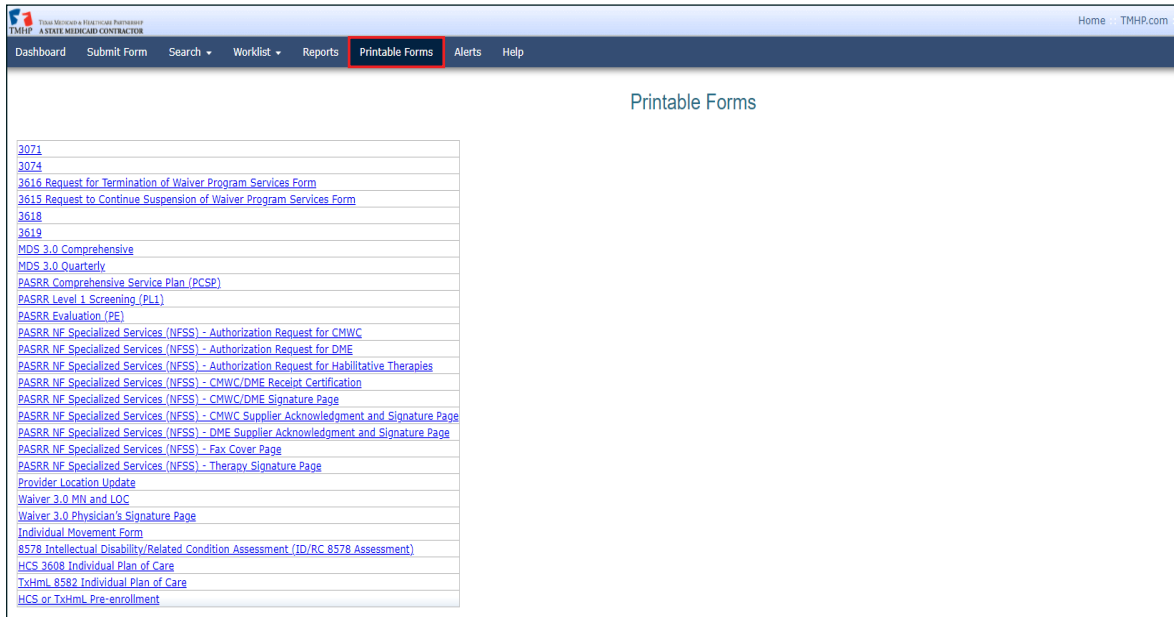 TEXAS MEDICAID & HEALTHCARE PARTNERSHIP
TMHP A STATE MEDICAID CONTRACTOR
Home TMHP.com
Dashboard Submit Form Search Worklist Reports Printable Forms Alerts Help
Printable Forms
3071
3074
3616 Request for Termination of Waiver Program Services Form
3615 Request to Continue Suspension of Waiver Program Services Form
3618
3619
MDS 3.0 Comprehensive
MDS 3.0 Quarterly
PASRR Comprehensive Service Plan (PCSP)
PASRR Level 1 Screening (PL1)
PASRR Evaluation (PE)
PASRR NF Specialized Services (NFSS) - Authorization Request for CMWC
PASRR NF Specialized Services (NFSS) - Authorization Request for DME
PASRR NF Specialized Services (NFSS) - Authorization Request for Habilitative Therapies
PASRR NF Specialized Services (NFSS) - CMWC/DME Receipt Certification
PASRR NF Specialized Services (NFSS) - CMWC/DME Signature Page
PASRR NF Specialized Services (NFSS) - CMWC Supplier Acknowledgment and Signature Page
PASRR NF Specialized Services (NFSS) - DME Supplier Acknowledgment and Signature Page
PASRR NF Specialized Services (NFSS) - Fax Cover Page
PASRR NF Specialized Services (NFSS) - Therapy Signature Page
Provider Location Update
Waiver 3.0 MN and LOC
Waiver 3.0 Physician's Signature Page
Individual Movement Form
8578 Intellectual Disability/Related Condition Assessment (ID/RC 8578 Assessment)
HCS 3608 Individual Plan of Care
TxHmL 8582 Individual Plan of Care
HCS or TxHmL Pre-enrollment